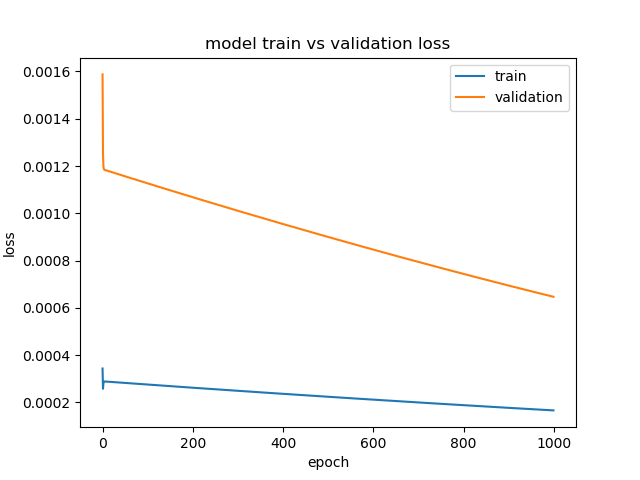 model train vs validation loss
train
validation
loss
0.0016
0.0014
0.0012
0.0010
0.0008
0.0006
0.0004
0.0002
0 200 400 600 800 1000
epoch